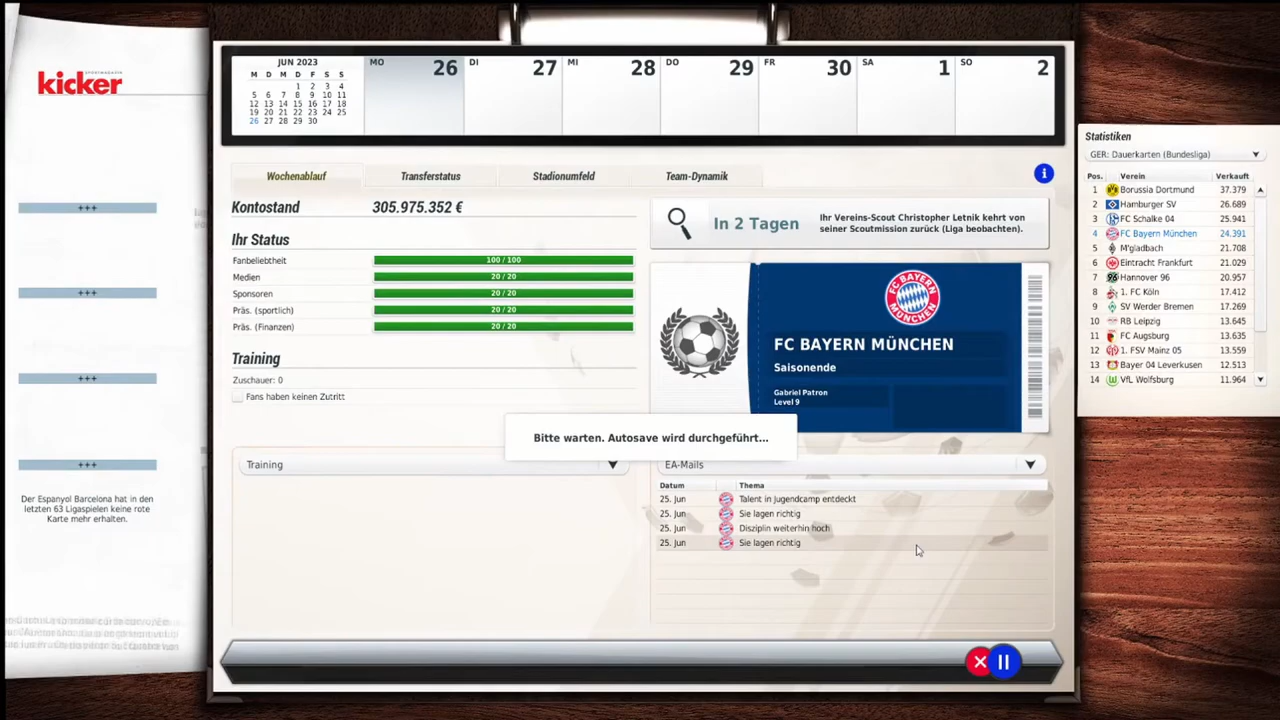 SPORTMAGAZIN
kicker
+++
+++
+++
+++
Der Espanyol Barcelona hat in den
letzten 63 Ligaspielen keine rote
Karte mehr erhalten.
JUN 2023
M D M D F S S
1 2 3 4
5 6 7 8 9 10 11
12 13 14 15 16 17 18
19 20 21 22 23 24 25
26 27 28 29 30
MO 26
DI 27
MI 28
DO 29
FR 30
SA 1
SO 2
Wochenablauf Transferstatus Stadionumfeld Team-Dynamik
Kontostand 305.975.352 €
Ihr Status
Fanbeliebtheit 100 / 100
Medien 20 / 20
Sponsoren 20 / 20
Präs. (sportlich) 20 / 20
Präs. (Finanzen) 20 / 20
Training
Zuschauer: 0
Fans haben keinen Zutritt
In 2 Tagen
Ihr Vereins-Scout Christopher Letnik kehrt von
seiner Scoutmission zurück (Liga beobachten).
FC BAYERN
MÜNCHEN
FC BAYERN MÜNCHEN
Saisonende
Gabriel Patron
Level 9
Bitte warten. Autosave wird durchgeführt...
Training
EA-Mails
Datum Thema
25. Jun Talent in Jugendcamp entdeckt
25. Jun Sie lagen richtig
25. Jun Disziplin weiterhin hoch
25. Jun Sie lagen richtig
Statistiken
GER: Dauerkarten (Bundesliga)
Pos. Verein Verkauft
1 Borussia Dortmund 37.379
2 Hamburger SV 26.689
3 FC Schalke 04 25.941
4 FC Bayern München 24.391
5 M'gladbach 21.708
6 Eintracht Frankfurt 21.029
7 Hannover 96 20.957
8 1. FC Köln 17.412
9 SV Werder Bremen 17.269
10 RB Leipzig 13.645
11 FC Augsburg 13.635
12 1. FSV Mainz 05 13.559
13 Bayer 04 Leverkusen 12.513
14 VfL Wolfsburg 11.964